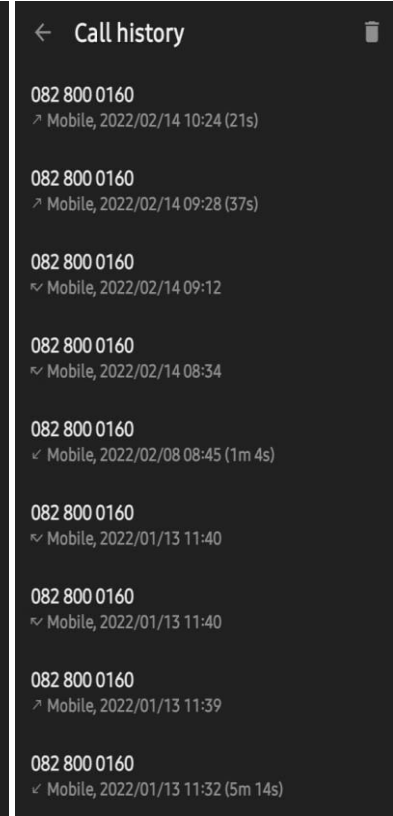 Call history
082 800 0160
Mobile, 2022/02/14 10:24 (21s)
082 800 0160
Mobile, 2022/02/14 09:28 (37s)
082 800 0160
Mobile, 2022/02/14 09:12
082 800 0160
Mobile, 2022/02/14 08:34
082 800 0160
Mobile, 2022/02/08 08:45 (1m 4s)
082 800 0160
Mobile, 2022/01/13 11:40
082 800 0160
Mobile, 2022/01/13 11:40
082 800 0160
Mobile, 2022/01/13 11:39
082 800 0160
Mobile, 2022/01/13 11:32 (5m 14s)